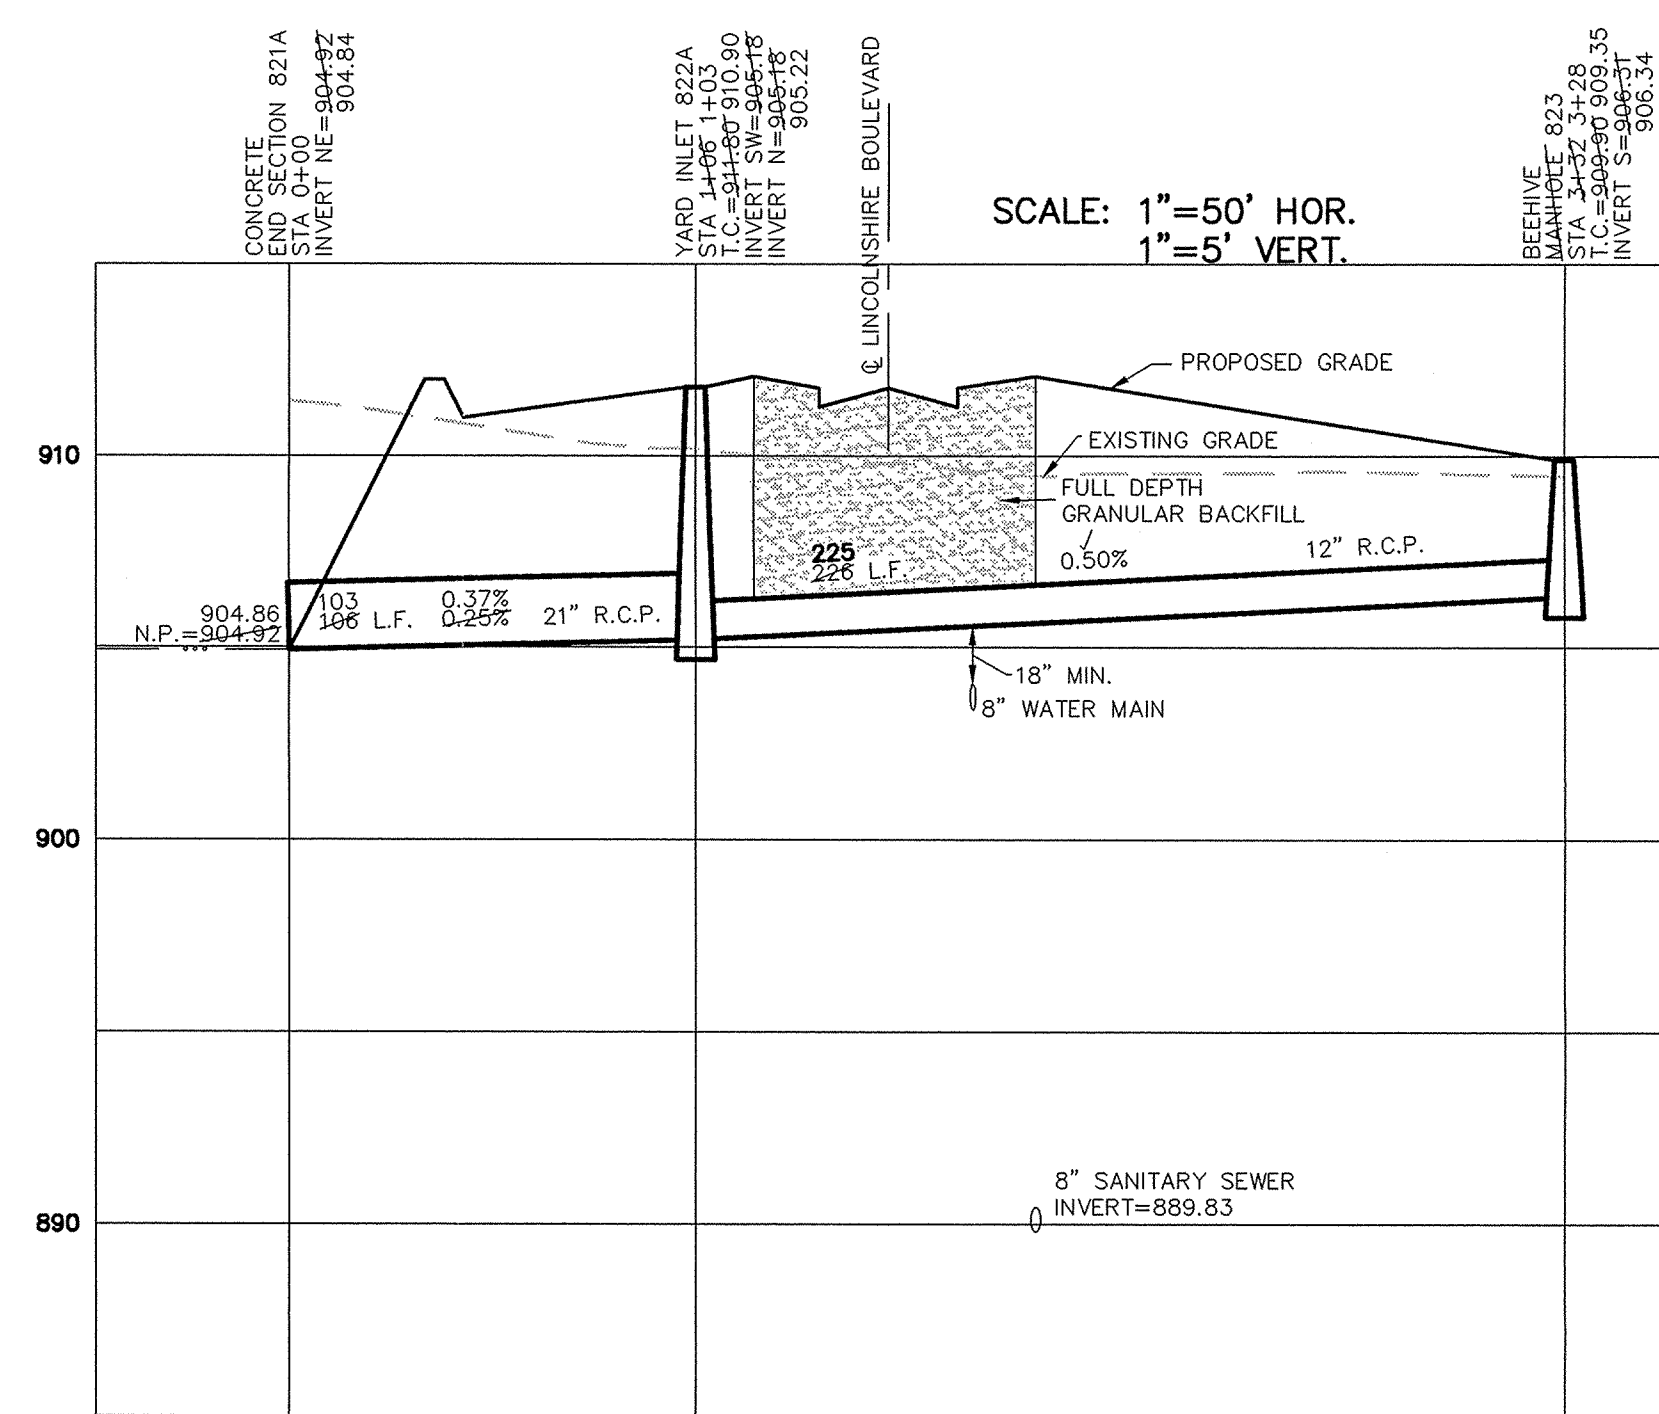 CONCRETE
END SECTION 821A
STA 0+00
INVERT NE=904.92
904.84
YARD INLET 822A
STA 1+06 1+03
T.C.=911.80 910.90
INVERT SW=905.18
INVERT N=905.18
905.22
℄ LINCOLNSHIRE BOULEVARD
SCALE: 1"=50' HOR.
1"=5' VERT.
BEEHIVE
MANHOLE 823
STA 3+32 3+28
T.C.=909.90 909.35
INVERT S=906.31
906.34
PROPOSED GRADE
910
EXISTING GRADE
FULL DEPTH
GRANULAR BACKFILL
225
226 L.F.
0.50%
12" R.C.P.
904.86
N.P.=904.92
103
106 L.F.
0.37%
0.25%
21" R.C.P.
18" MIN.
8" WATER MAIN
900
8" SANITARY SEWER
INVERT=889.83
890